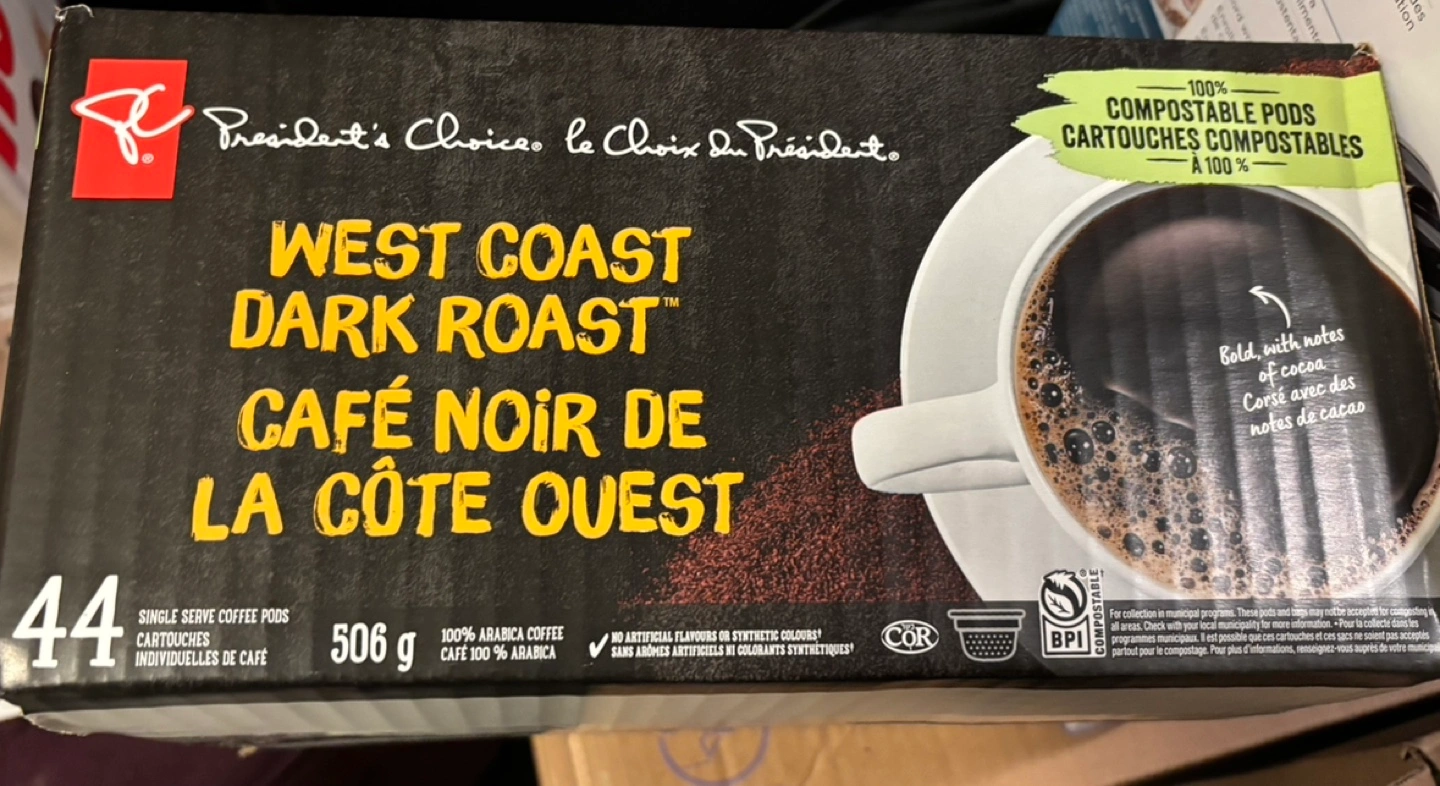 President's Choice® le Choix du Président®
100%
COMPOSTABLE PODS
CARTOUCHES COMPOSTABLES
À 100 %
WEST COAST
DARK ROAST™
CAFÉ NOIR DE
LA CÔTE OUEST
Bold, with notes
of cocoa
Corsé avec des
notes de cacao
44
SINGLE SERVE COFFEE PODS
CARTOUCHES
INDIVIDUELLES DE CAFÉ
506 g
100% ARABICA COFFEE
CAFÉ 100 % ARABICA
NO ARTIFICIAL FLAVOURS OR SYNTHETIC COLOURS†
SANS ARÔMES ARTIFICIELS NI COLORANTS SYNTHÉTIQUES†
COR
BPI®
COMPOSTABLE
For collection in municipal programs. These pods and bags may not be accepted for composting in
all areas. Check with your local municipality for more information. • Pour la collecte dans les
programmes municipaux. Il est possible que ces cartouches et ces sacs ne soient pas acceptés
partout pour le compostage. Pour plus d'informations, renseignez-vous auprès de votre